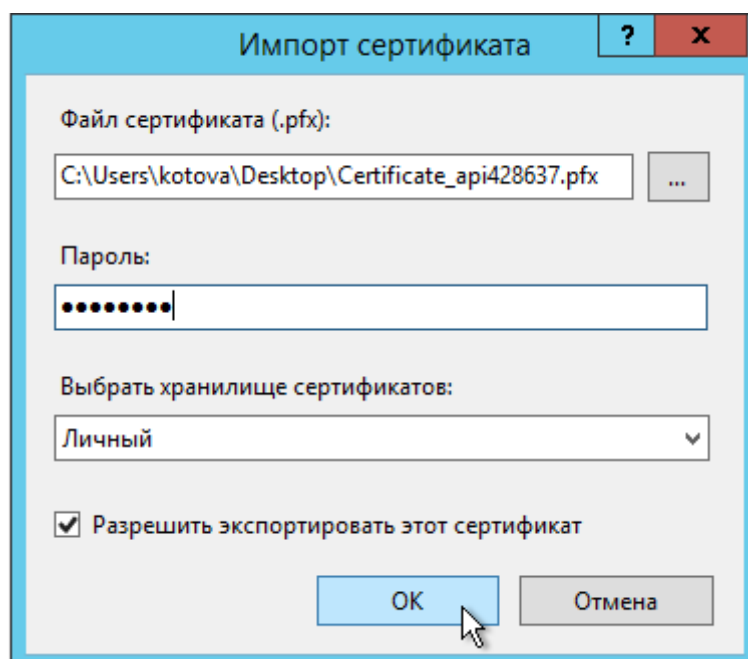 Импорт сертификата
?
x
Файл сертификата (.pfx):
C:\Users\kotova\Desktop\Certificate_api428637.pfx
...
Пароль:
••••••••
Выбрать хранилище сертификатов:
Личный
Разрешить экспортировать этот сертификат
ОК
Отмена